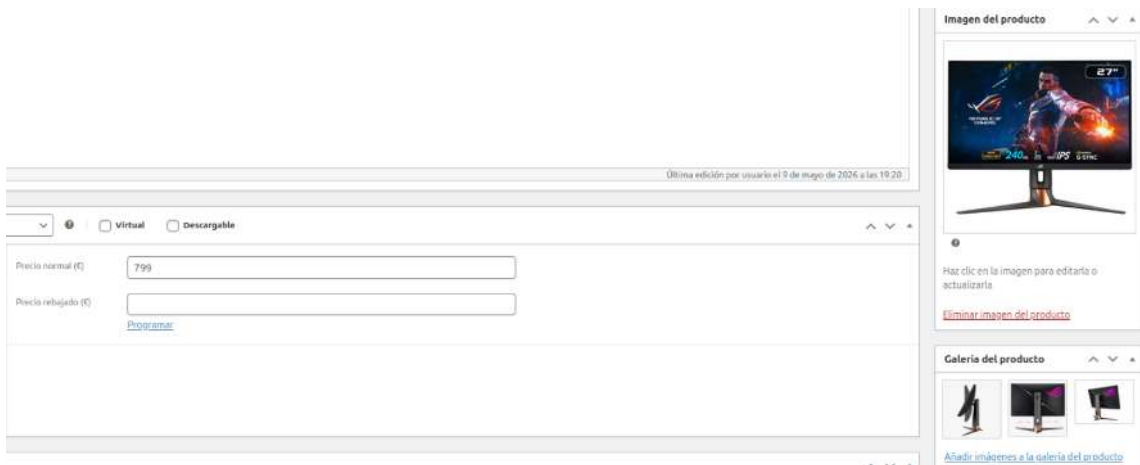 Imagen del producto
27"
240
IPS
Última edición por usuario el 9 de mayo de 2026 a las 19:20
Virtual
Descargable
Precio normal (€)
799
Precio rebajado (€)
Programar
Haz clic en la imagen para editarla o
actualizarla
Eliminar imagen del producto
Galería del producto
Añadir imágenes a la galería del producto